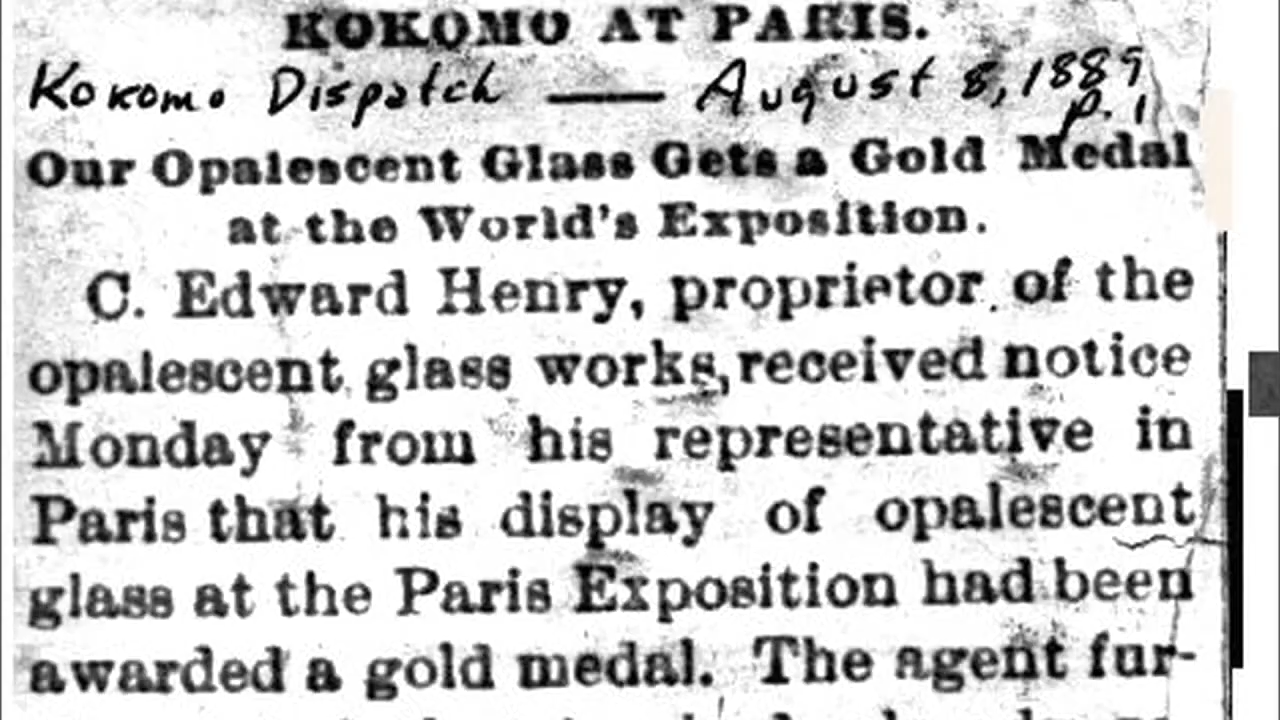 KOKOMO AT PARIS.
Kokomo Dispatch — August 8, 1889
p. 1
Our Opalescent Glass Gets a Gold Medal
at the World's Exposition.
C. Edward Henry, proprietor of the
opalescent glass works, received notice
Monday from his representative in
Paris that his display of opalescent
glass at the Paris Exposition had been
awarded a gold medal. The agent fur-